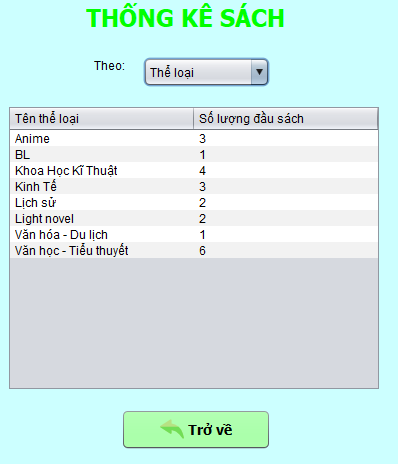 THỐNG KÊ SÁCH
Theo: Thể loại
Tên thể loại Số lượng đầu sách
Anime 3
BL 1
Khoa Học Kĩ Thuật 4
Kinh Tế 3
Lịch sử 2
Light novel 2
Văn hóa - Du lịch 1
Văn học - Tiểu thuyết 6
Trở về